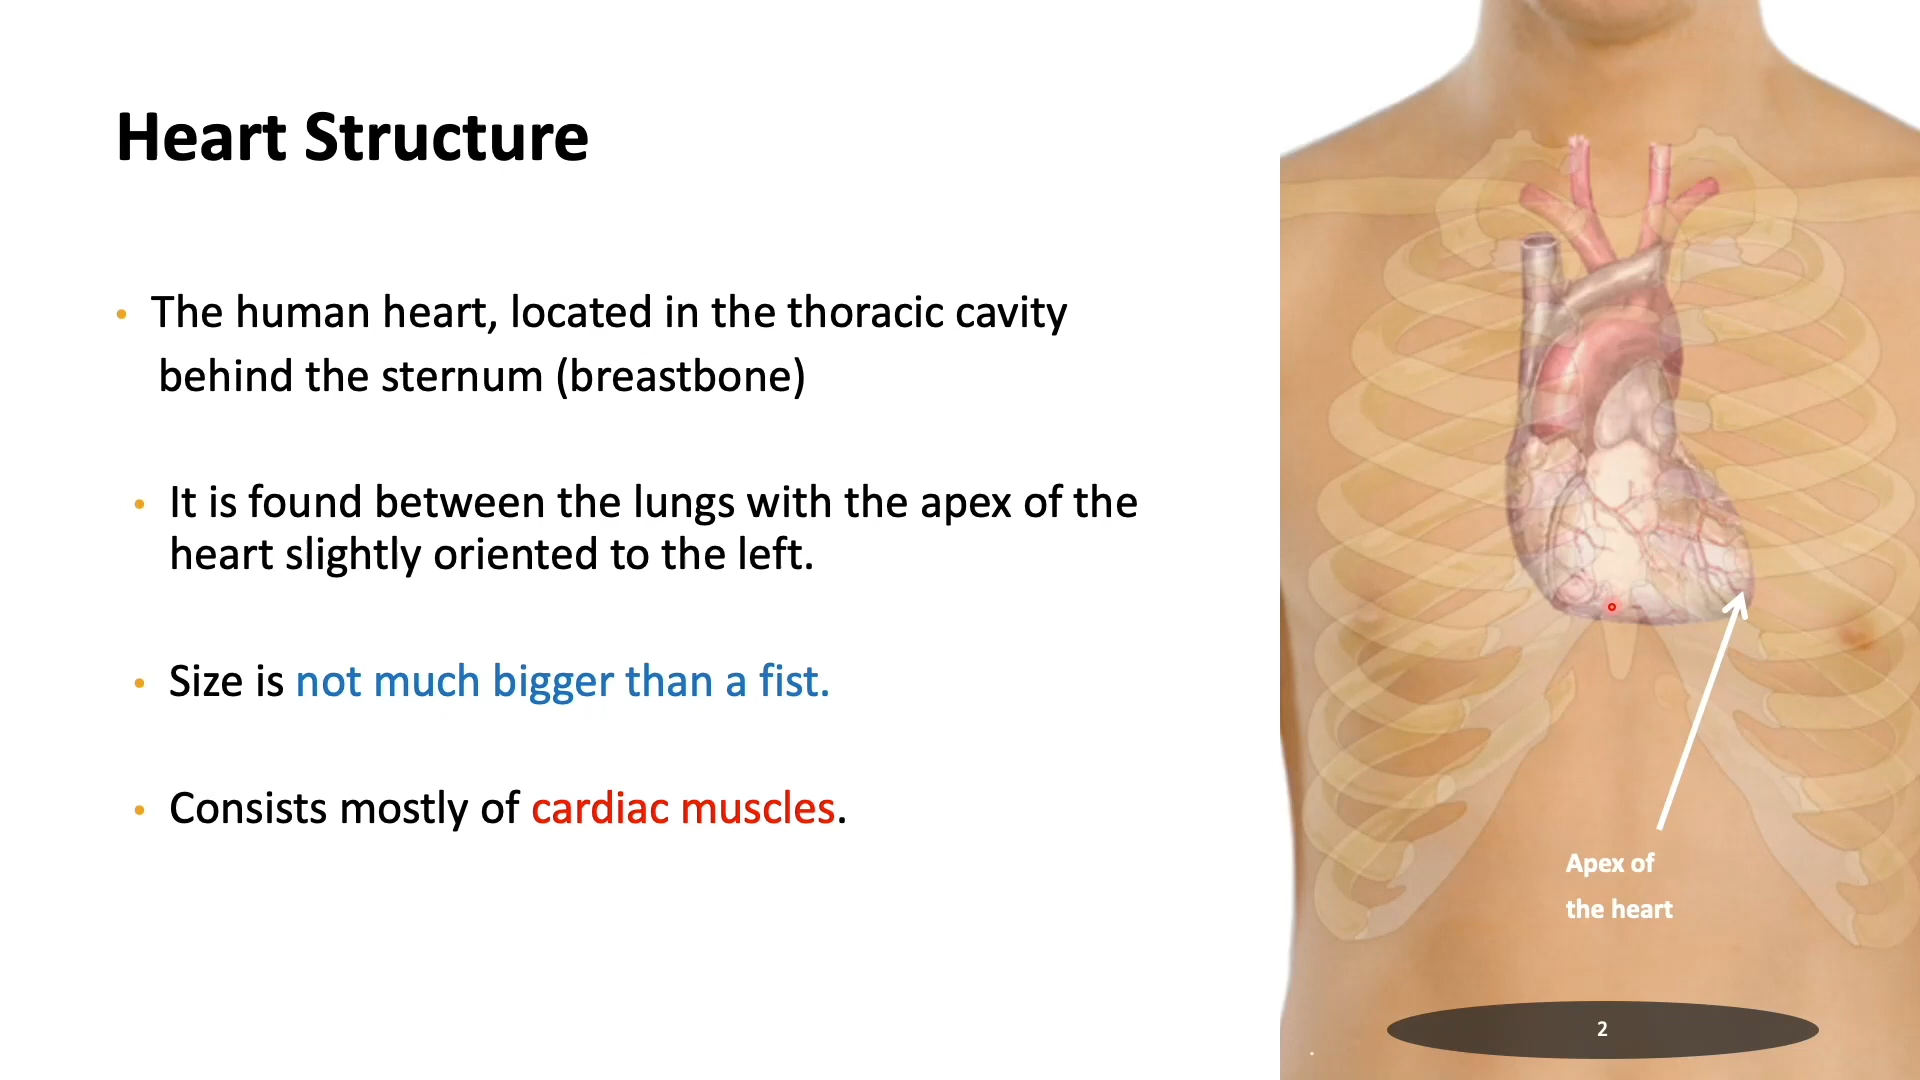 Heart Structure
• The human heart, located in the thoracic cavity
behind the sternum (breastbone)
• It is found between the lungs with the apex of the
heart slightly oriented to the left.
• Size is not much bigger than a fist.
• Consists mostly of cardiac muscles.
Apex of
the heart
2